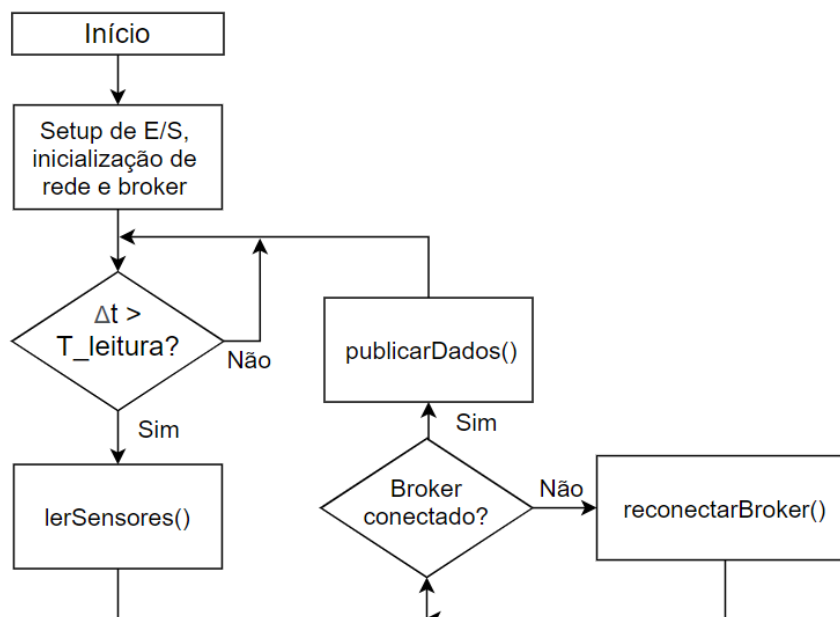 Início
Setup de E/S,
inicialização de
rede e broker
Δt >
T_leitura?
Não
Sim
lerSensores()
publicarDados()
Sim
Broker
conectado?
Não
reconectarBroker()